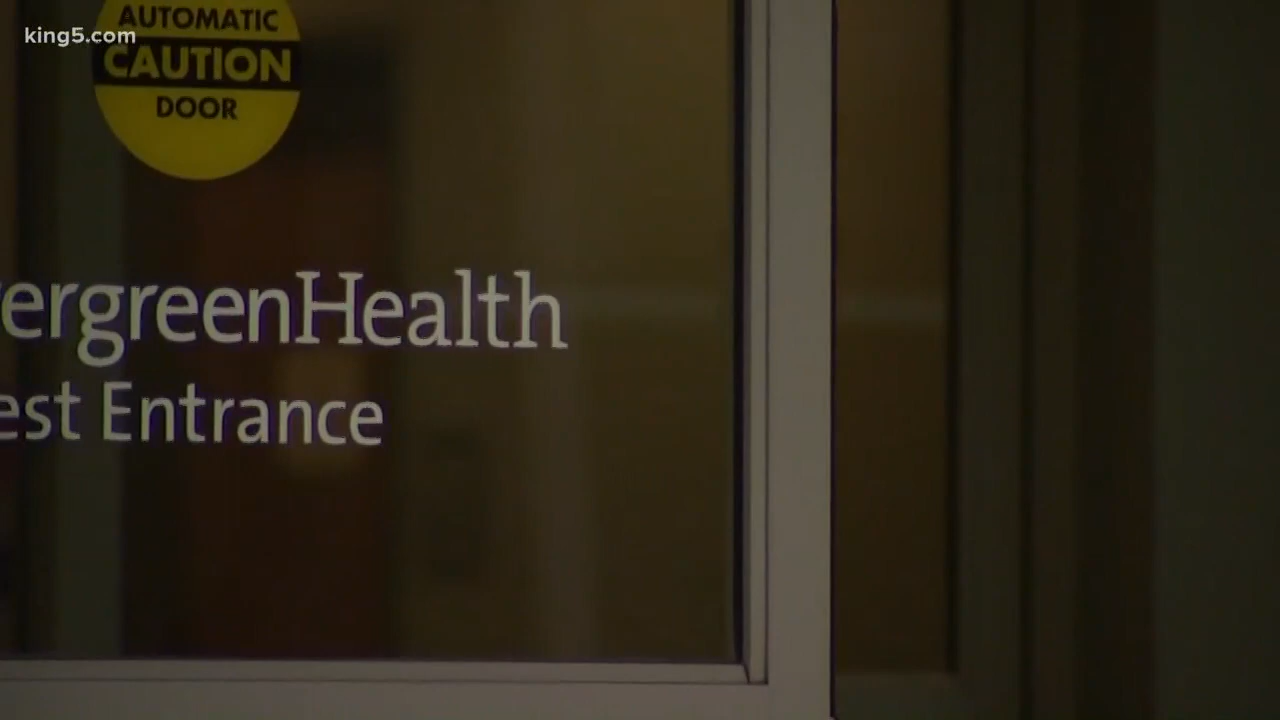 king5.com
AUTOMATIC
CAUTION
DOOR
ergreenHealth
est Entrance